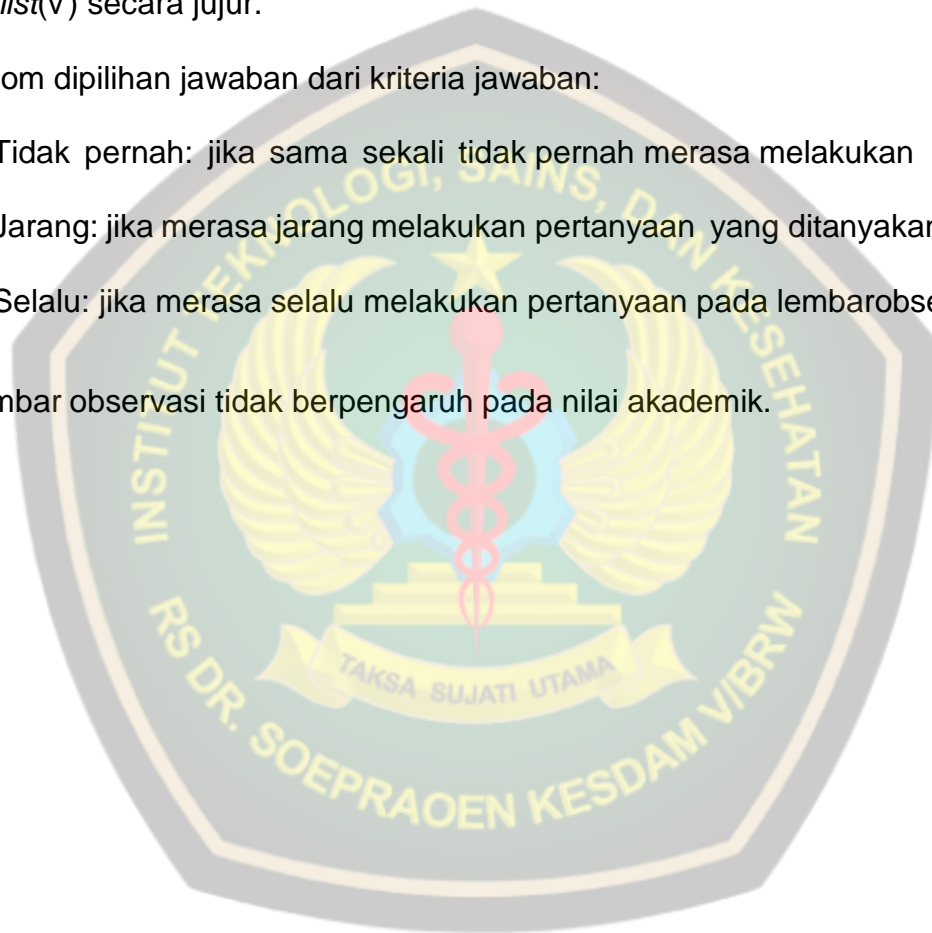 list(√) secara jujur.
om dipilihan jawaban dari kriteria jawaban:
Tidak pernah: jika sama sekali tidak pernah merasa melakukan
Jarang: jika merasa jarang melakukan pertanyaan yang ditanyakan
Selalu: jika merasa selalu melakukan pertanyaan pada lembarobse
mbar observasi tidak berpengaruh pada nilai akademik.
INSTITUT TEKNOLOGI, SAINS, DAN KESEHATAN
TAKSA SUJATI UTAMA
RS DR. SOEPRAOEN KESDAM V/BRW